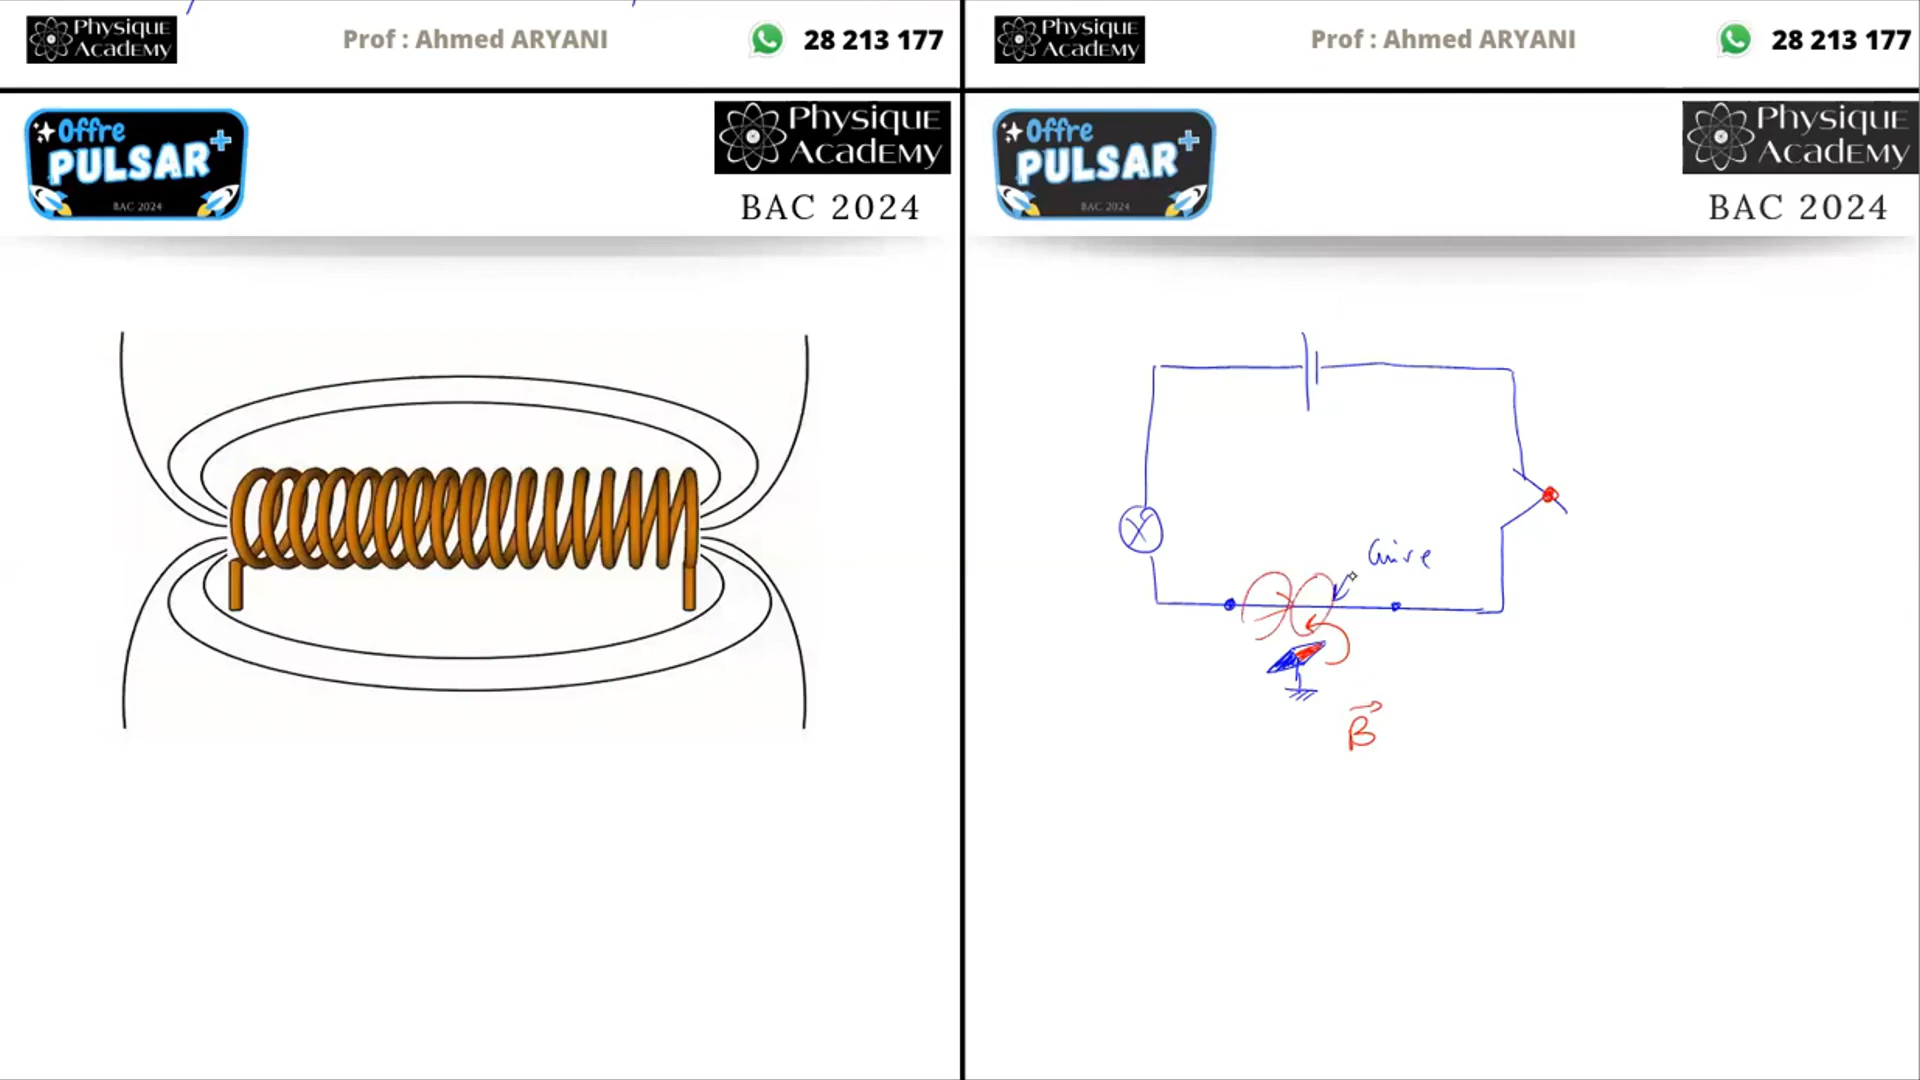 Physique
Academy
Prof : Ahmed ARYANI
28 213 177
Offre
PULSAR+
BAC 2024
Physique
Academy
BAC 2024
Physique
Academy
Prof : Ahmed ARYANI
28 213 177
Offre
PULSAR+
BAC 2024
Physique
Academy
BAC 2024
B